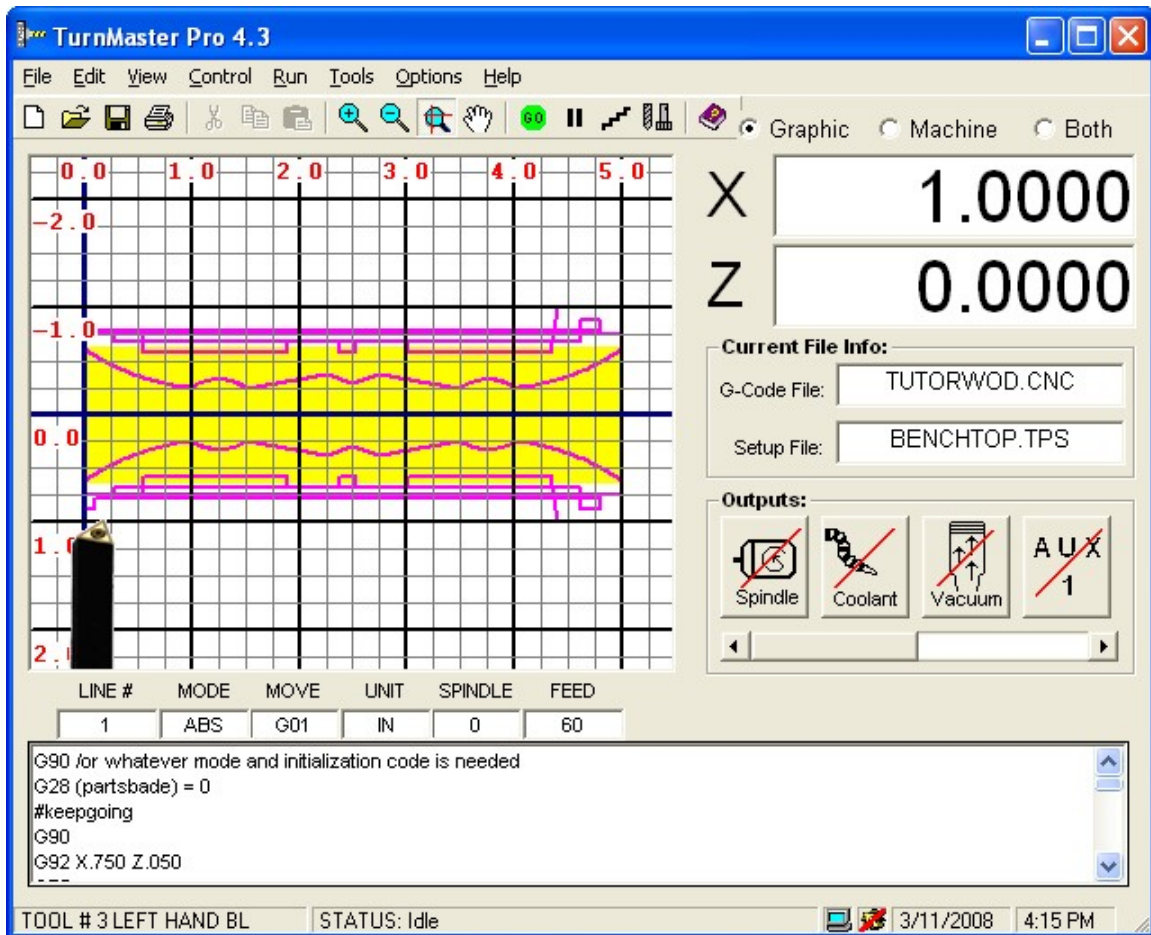 TurnMaster Pro 4.3
File Edit View Control Run Tools Options Help
GO
Graphic Machine Both
0.0 1.0 2.0 3.0 4.0 5.0
-2.0
-1.0
0.0
X 1.0000
Z 0.0000
Current File Info:
G-Code File: TUTORWOD.CNC
Setup File: BENCHTOP.TPS
Outputs:
Spindle Coolant Vacuum AUX 1
LINE # MODE MOVE UNIT SPINDLE FEED
1 ABS G01 IN 0 60
G90 /or whatever mode and initialization code is needed
G28 (partsbade) = 0
#keepgoing
G90
G92 X.750 Z.050
TOOL # 3 LEFT HAND BL STATUS: Idle 3/11/2008 4:15 PM